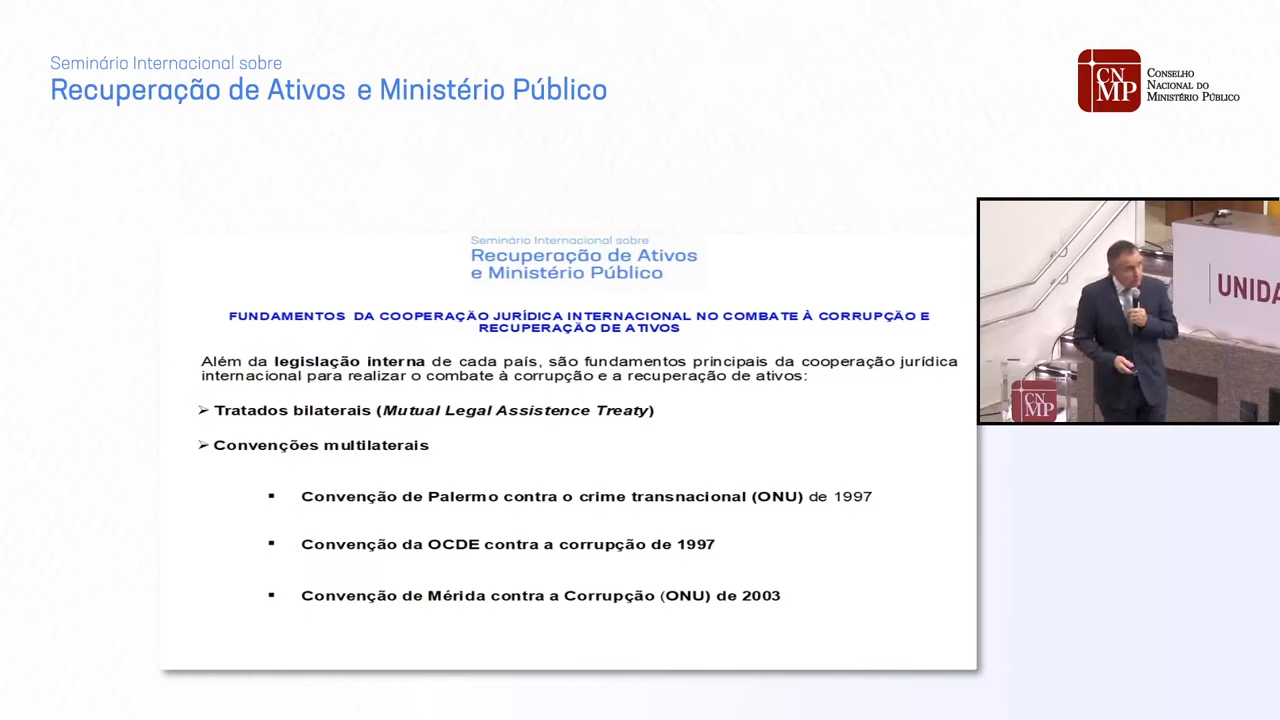 Seminário Internacional sobre
Recuperação de Ativos e Ministério Público
CN
MP
CONSELHO
NACIONAL DO
MINISTÉRIO PÚBLICO
Seminário Internacional sobre
Recuperação de Ativos
e Ministério Público
FUNDAMENTOS DA COOPERAÇÃO JURÍDICA INTERNACIONAL NO COMBATE À CORRUPÇÃO E
RECUPERAÇÃO DE ATIVOS
Além da legislação interna de cada país, são fundamentos principais da cooperação jurídica
internacional para realizar o combate à corrupção e a recuperação de ativos:
➢ Tratados bilaterais (Mutual Legal Assistence Treaty)
➢ Convenções multilaterais
▪ Convenção de Palermo contra o crime transnacional (ONU) de 1997
▪ Convenção da OCDE contra a corrupção de 1997
▪ Convenção de Mérida contra a Corrupção (ONU) de 2003
UNIDA
CN
MP